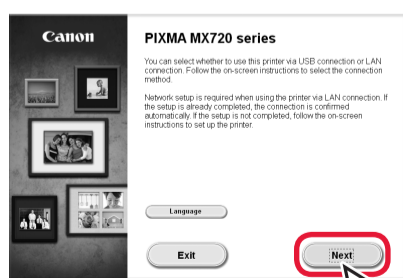 Canon
PIXMA MX720 series
You can select whether to use this printer via USB connection or LAN
connection. Follow the on-screen instructions to select the connection
method.
Network setup is required when using the printer via LAN connection. If
the setup is already completed, the connection is confirmed
automatically. If the setup is not completed, follow the on-screen
instructions to set up the printer.
Language
Exit
Next